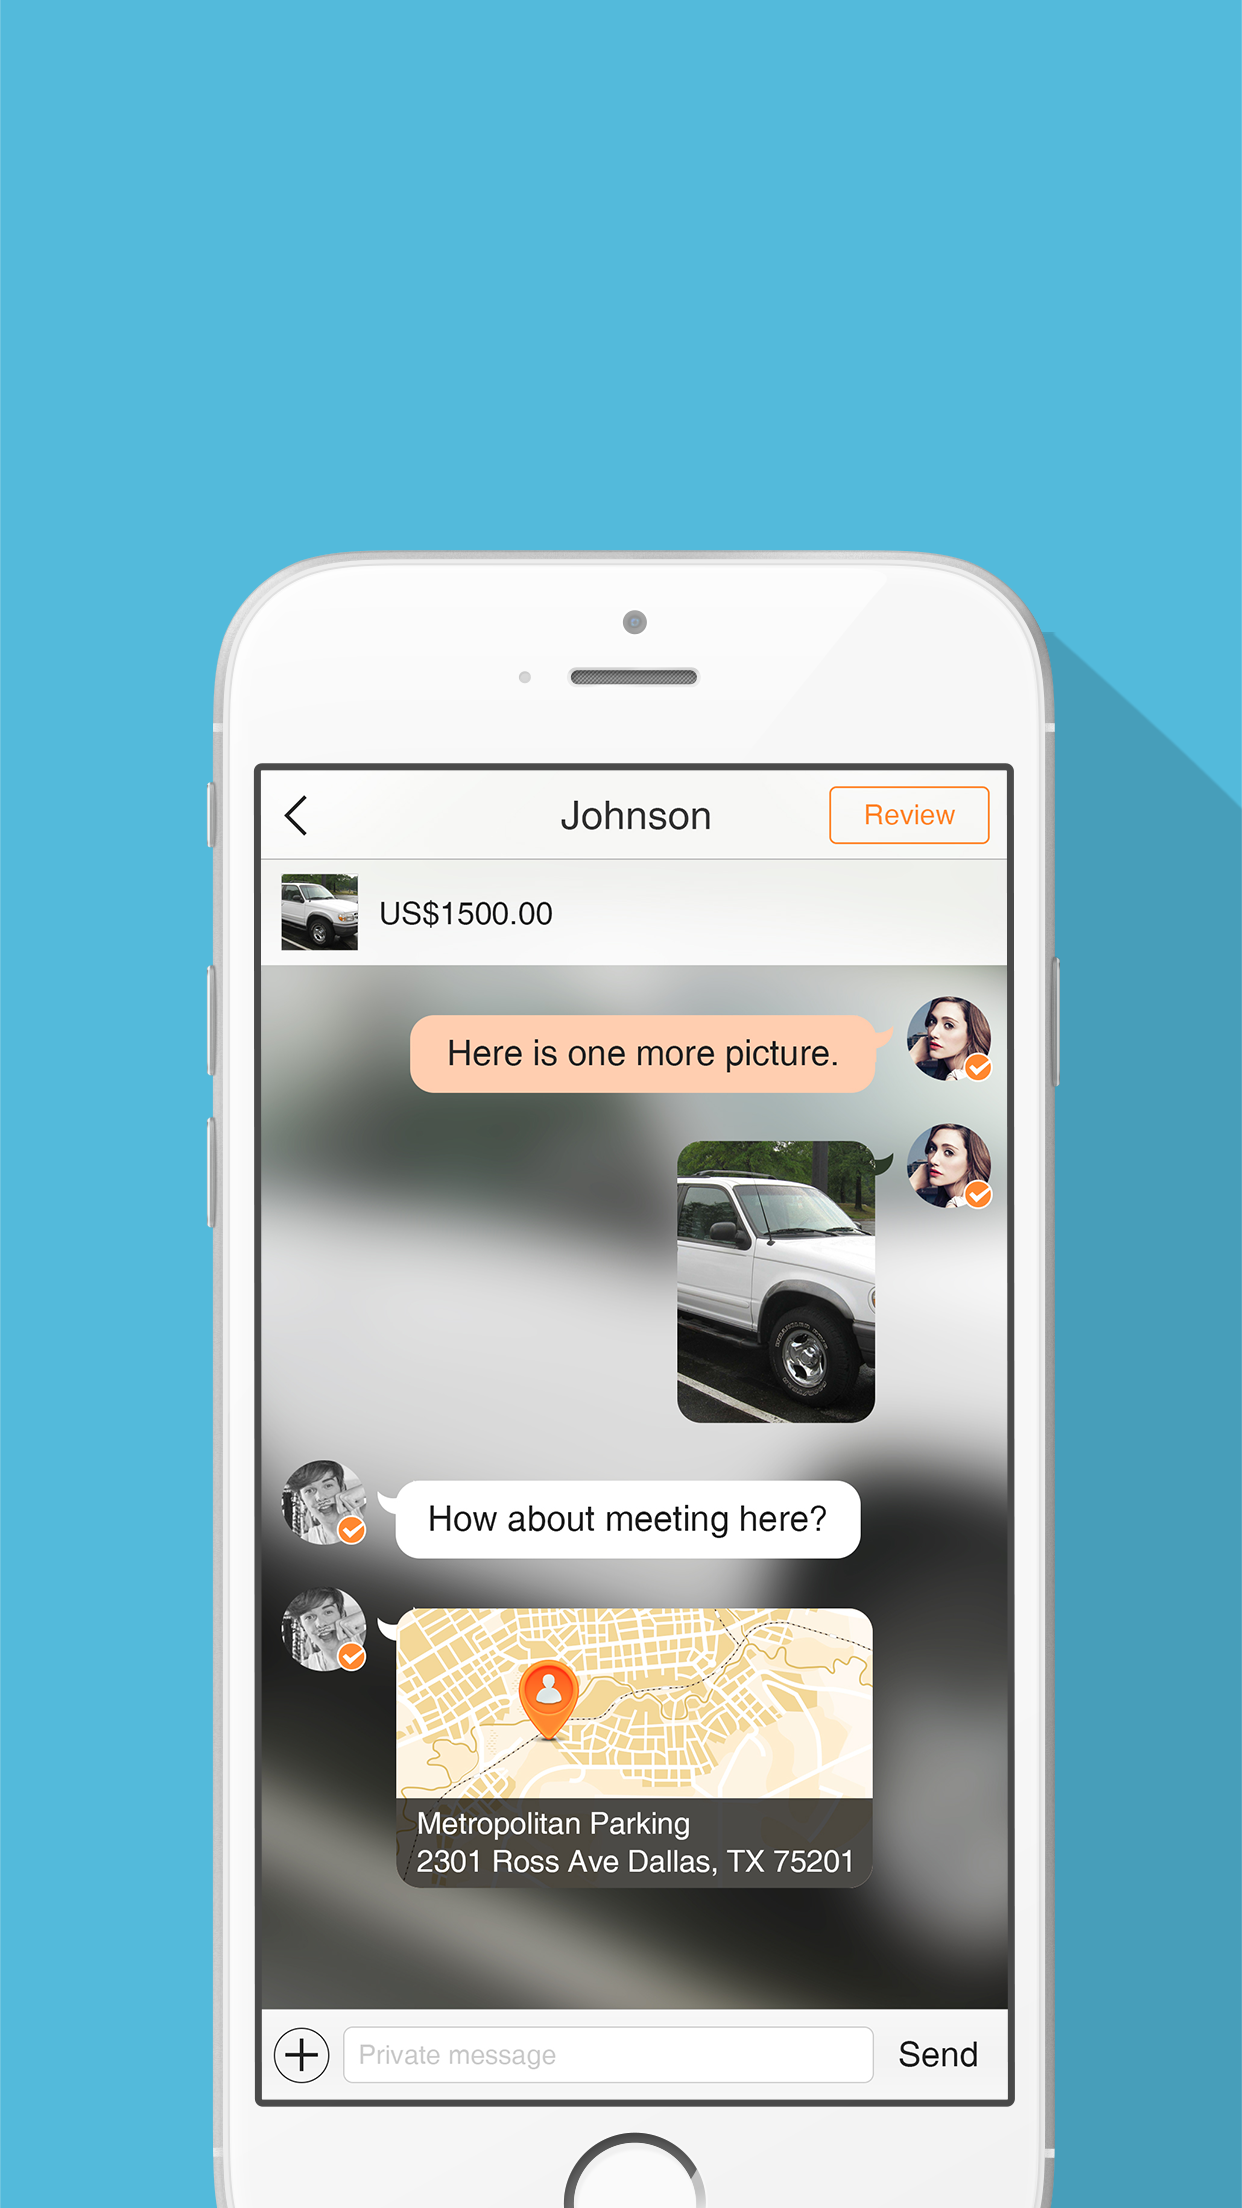 Johnson
Review
US$1500.00
Here is one more picture.
How about meeting here?
Metropolitan Parking
2301 Ross Ave Dallas, TX 75201
Private message
Send